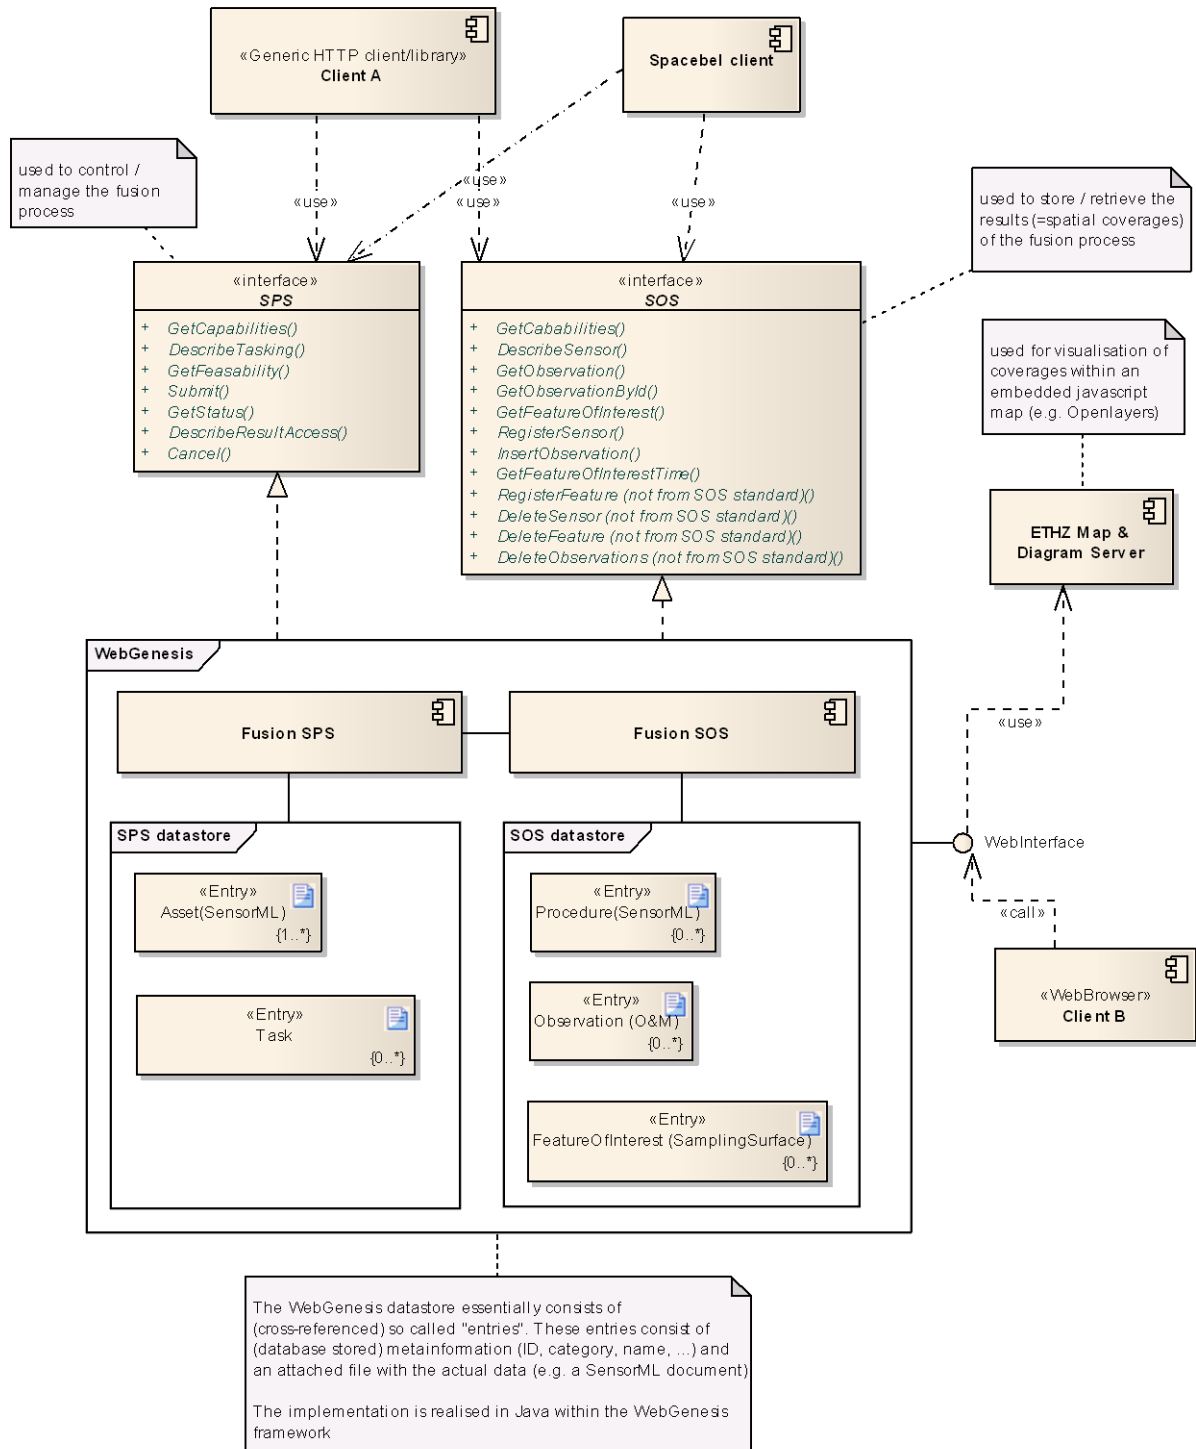 «Generic HTTP client/library»
Client A
Spacebel client
used to control /
manage the fusion
process
«use»
«use»
«use»
«use»
used to store / retrieve the
results (=spatial coverages)
of the fusion process
«interface»
SPS
+ GetCapabilities()
+ DescribeTasking()
+ GetFeasability()
+ Submit()
+ GetStatus()
+ DescribeResultAccess()
+ Cancel()
«interface»
SOS
+ GetCababilities()
+ DescribeSensor()
+ GetObservation()
+ GetObservationById()
+ GetFeatureOfInterest()
+ RegisterSensor()
+ InsertObservation()
+ GetFeatureOfInterestTime()
+ RegisterFeature (not from SOS standard)()
+ DeleteSensor (not from SOS standard)()
+ DeleteFeature (not from SOS standard)()
+ DeleteObservations (not from SOS standard)()
used for visualisation of
coverages within an
embedded javascript
map (e.g. Openlayers)
ETHZ Map &
Diagram Server
WebGenesis
Fusion SPS
Fusion SOS
«use»
SPS datastore
«Entry»
Asset(SensorML)
{1..*}
«Entry»
Task
{0..*}
SOS datastore
«Entry»
Procedure(SensorML)
{0..*}
«Entry»
Observation (O&M)
{0..*}
«Entry»
FeatureOfInterest (SamplingSurface)
{0..*}
WebInterface
«call»
«WebBrowser»
Client B
The WebGenesis datastore essentially consists of
(cross-referenced) so called "entries". These entries consist of
(database stored) metainformation (ID, category, name, ...) and
an attached file with the actual data (e.g. a SensorML document)
The implementation is realised in Java within the WebGenesis
framework